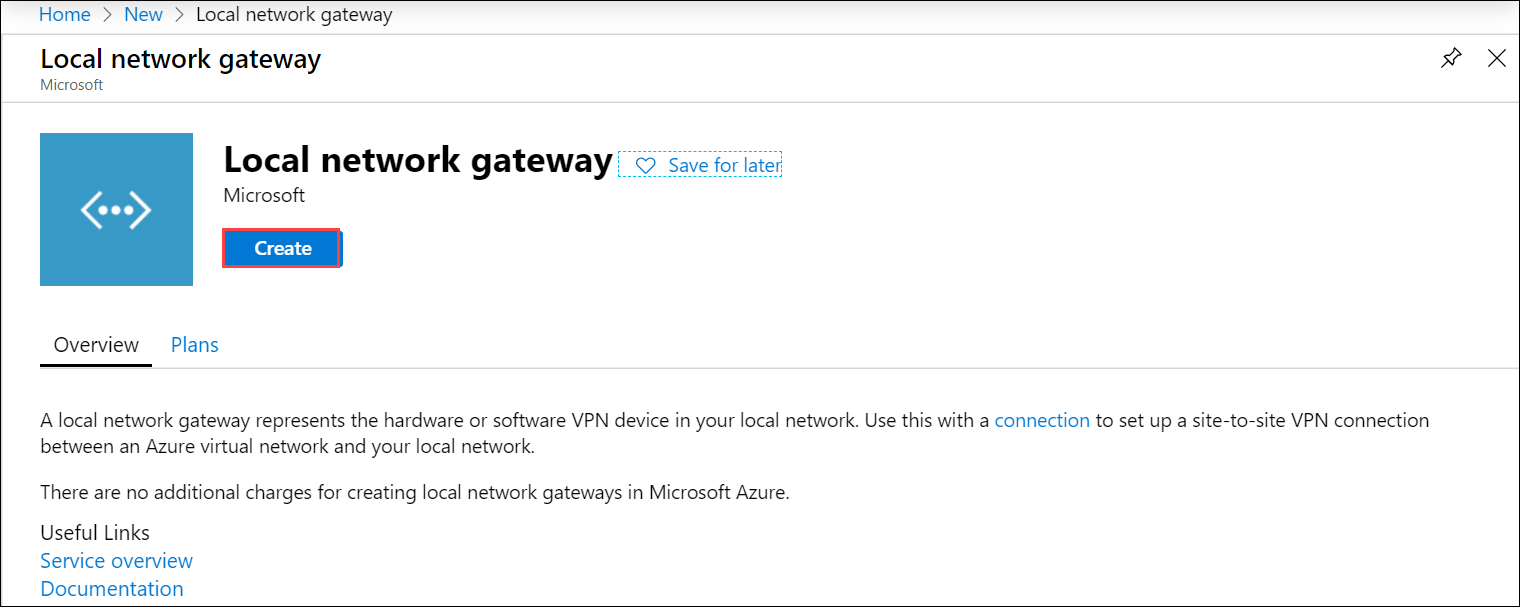 Home > New > Local network gateway
Local network gateway
Microsoft
Local network gateway Save for later
Microsoft
Create
Overview Plans
A local network gateway represents the hardware or software VPN device in your local network. Use this with a connection to set up a site-to-site VPN connection
between an Azure virtual network and your local network.
There are no additional charges for creating local network gateways in Microsoft Azure.
Useful Links
Service overview
Documentation